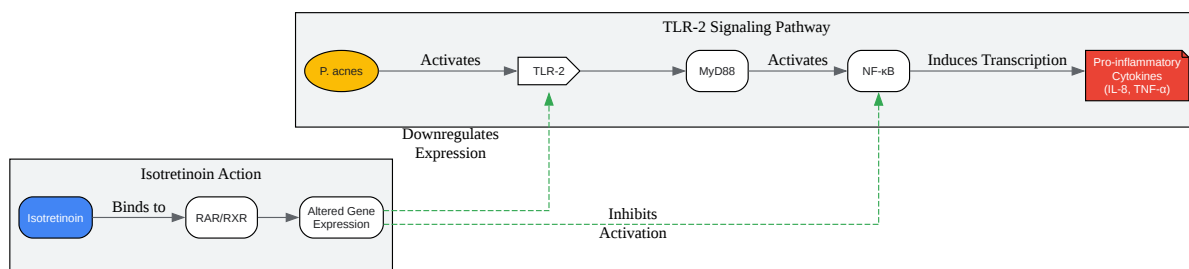 TLR-2 Signaling Pathway
P. acnes
Activates
TLR-2
MyD88
Activates
NF-κB
Induces Transcription
Pro-inflammatory
Cytokines
(IL-8, TNF-α)
Downregulates
Expression
Isotretinoin Action
Isotretinoin
Binds to
RAR/RXR
Altered Gene
Expression
Inhibits
Activation